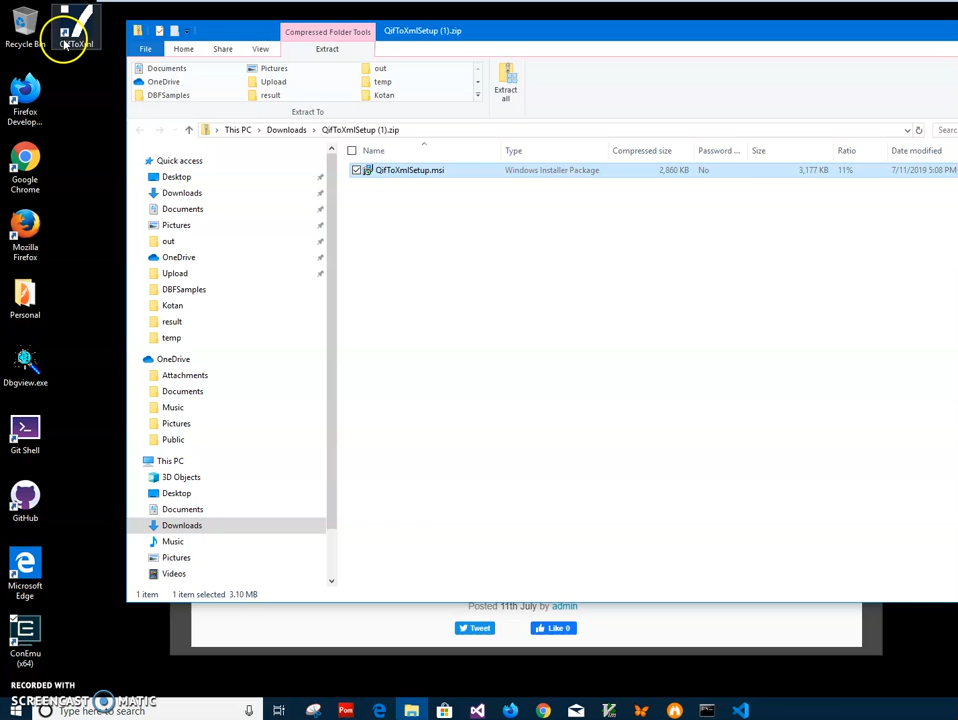 Compressed Folder Tools
QifToXmlSetup (1).zip
File
Home
Share
View
Extract
Documents
Pictures
out
OneDrive
Upload
temp
DBFSamples
result
Kotan
Extract all
Extract To
This PC
Downloads
QifToXmlSetup (1).zip
Sear
Name
Type
Compressed size
Password ...
Size
Ratio
Date modified
QifToXmlSetup.msi
Windows Installer Package
2,860 KB
No
3,177 KB
11%
7/11/2019 5:08 PM
Quick access
Desktop
Downloads
Documents
Pictures
out
OneDrive
Upload
DBFSamples
Kotan
result
temp
OneDrive
Attachments
Documents
Music
Pictures
Public
This PC
3D Objects
Desktop
Documents
Downloads
Music
Pictures
Videos
1 item
1 item selected 3.10 MB
Recycle Bin
QifToXml
Firefox
Develop...
Google
Chrome
Mozilla
Firefox
Personal
Dbgview.exe
Git Shell
GitHub
Microsoft
Edge
ConEmu
(x64)
Posted 11th July by admin
Tweet
Like 0
RECORDED WITH
SCREENCAST MATIC
Type here to search